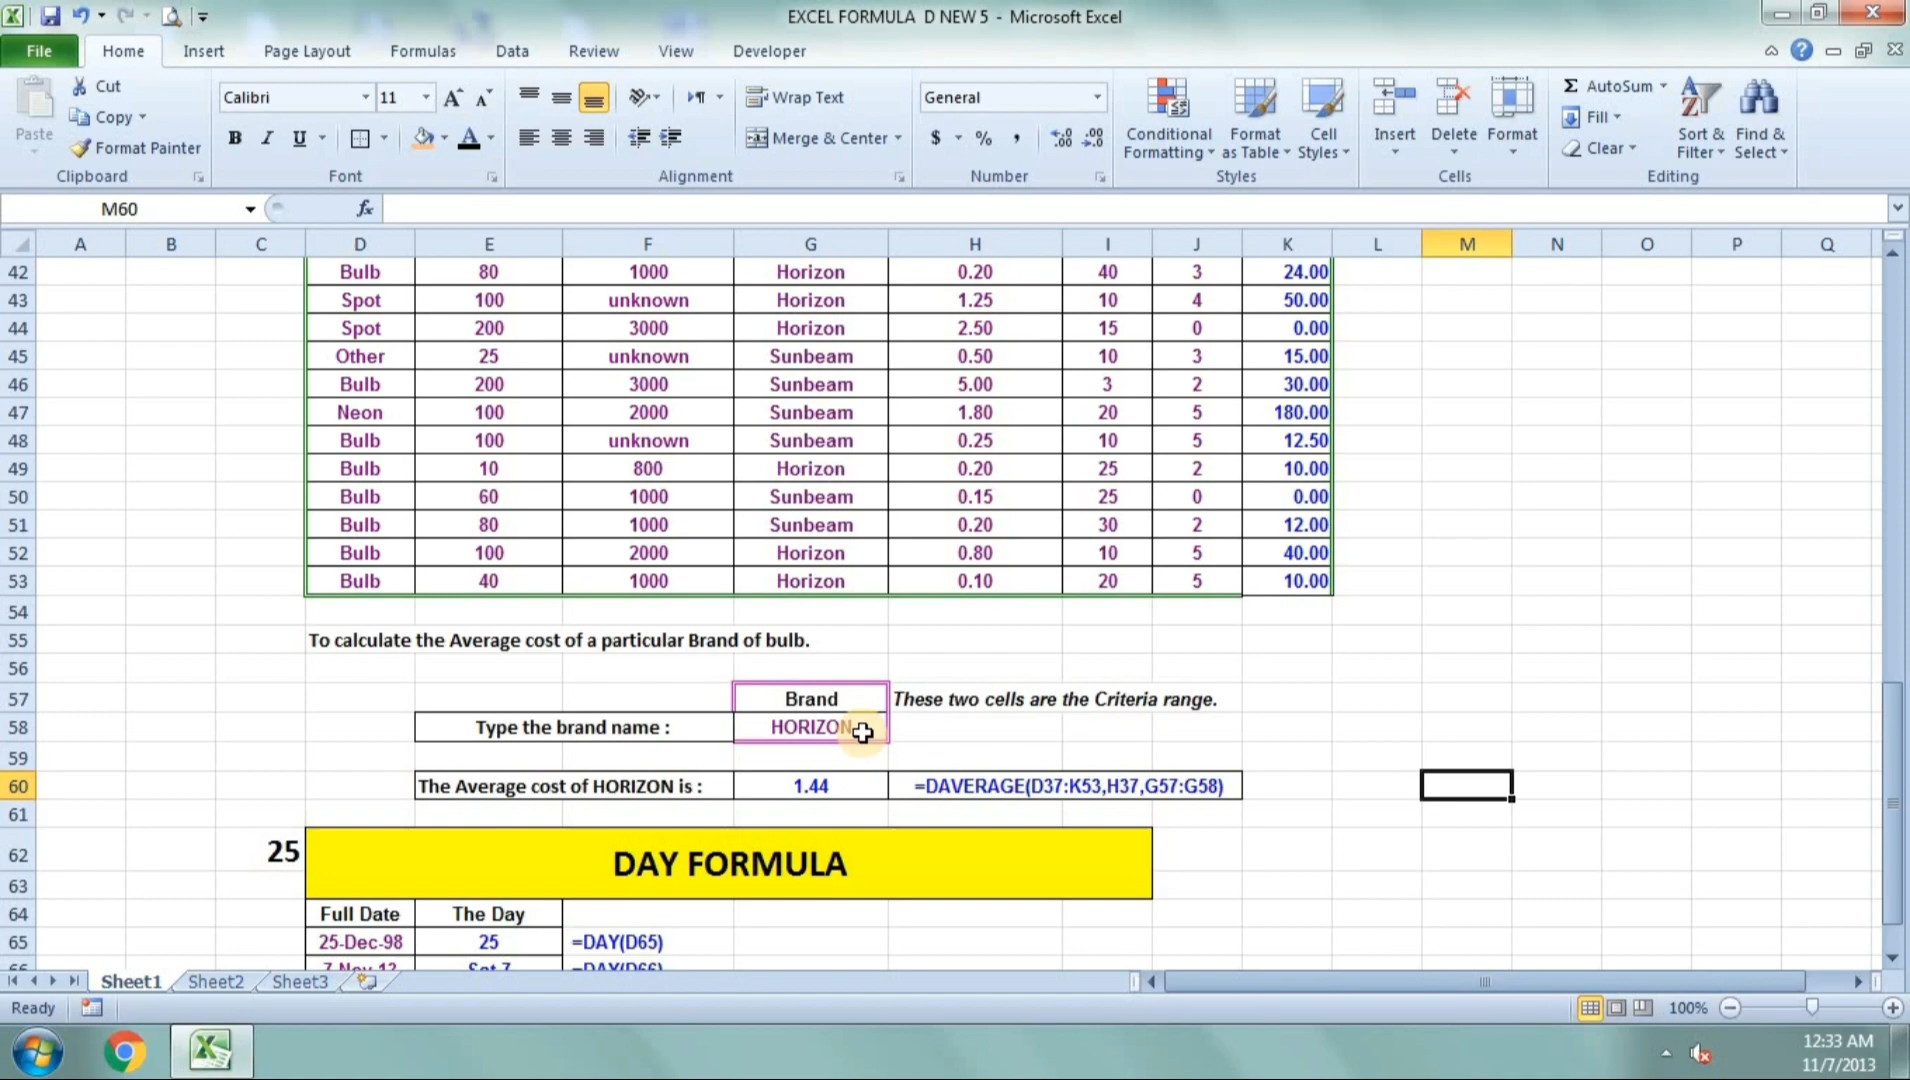 EXCEL FORMULA D NEW 5 - Microsoft Excel
File Home Insert Page Layout Formulas Data Review View Developer
Cut
Copy
Format Painter
Paste
Clipboard
Calibri 11
B I U
Font
Wrap Text
Merge & Center
Alignment
General
$ % ,
Number
Conditional Formatting
Format as Table
Cell Styles
Styles
Insert Delete Format
Cells
Σ AutoSum
Fill
Clear
Sort & Filter
Find & Select
Editing
M60 fx
A B C D E F G H I J K L M N O P Q
42 Bulb 80 1000 Horizon 0.20 40 3 24.00
43 Spot 100 unknown Horizon 1.25 10 4 50.00
44 Spot 200 3000 Horizon 2.50 15 0 0.00
45 Other 25 unknown Sunbeam 0.50 10 3 15.00
46 Bulb 200 3000 Sunbeam 5.00 3 2 30.00
47 Neon 100 2000 Sunbeam 1.80 20 5 180.00
48 Bulb 100 unknown Sunbeam 0.25 10 5 12.50
49 Bulb 10 800 Horizon 0.20 25 2 10.00
50 Bulb 60 1000 Sunbeam 0.15 25 0 0.00
51 Bulb 80 1000 Sunbeam 0.20 30 2 12.00
52 Bulb 100 2000 Horizon 0.80 10 5 40.00
53 Bulb 40 1000 Horizon 0.10 20 5 10.00
54
55 To calculate the Average cost of a particular Brand of bulb.
56
57 Brand These two cells are the Criteria range.
58 Type the brand name : HORIZON
59
60 The Average cost of HORIZON is : 1.44 =DAVERAGE(D37:K53,H37,G57:G58)
61
62 25 DAY FORMULA
63
64 Full Date The Day
65 25-Dec-98 25 =DAY(D65)
66 7-Nov-13 Sat 7 =DAY(D66)
Sheet1 Sheet2 Sheet3
Ready 100%
12:33 AM
11/7/2013